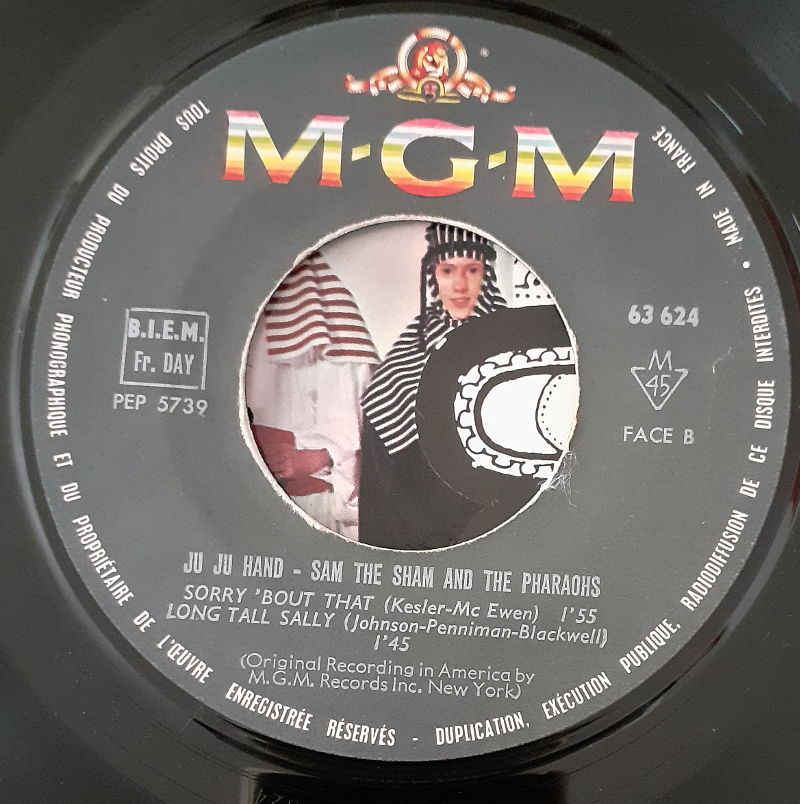 M·G·M
TOUS DROITS DU PRODUCTEUR PHONOGRAPHIQUE ET DU PROPRIÉTAIRE DE L'ŒUVRE ENREGISTRÉE RÉSERVÉS - DUPLICATION, EXÉCUTION PUBLIQUE, RADIODIFFUSION DE CE DISQUE INTERDITES • MADE IN FRANCE
B.I.E.M.
Fr. DAY
PEP 5739
63 624
M
45
FACE B
JU JU HAND - SAM THE SHAM AND THE PHARAOHS
SORRY 'BOUT THAT (Kesler-Mc Ewen) 1'55
LONG TALL SALLY (Johnson-Penniman-Blackwell)
1'45
(Original Recording in America by
M.G.M. Records Inc. New York)